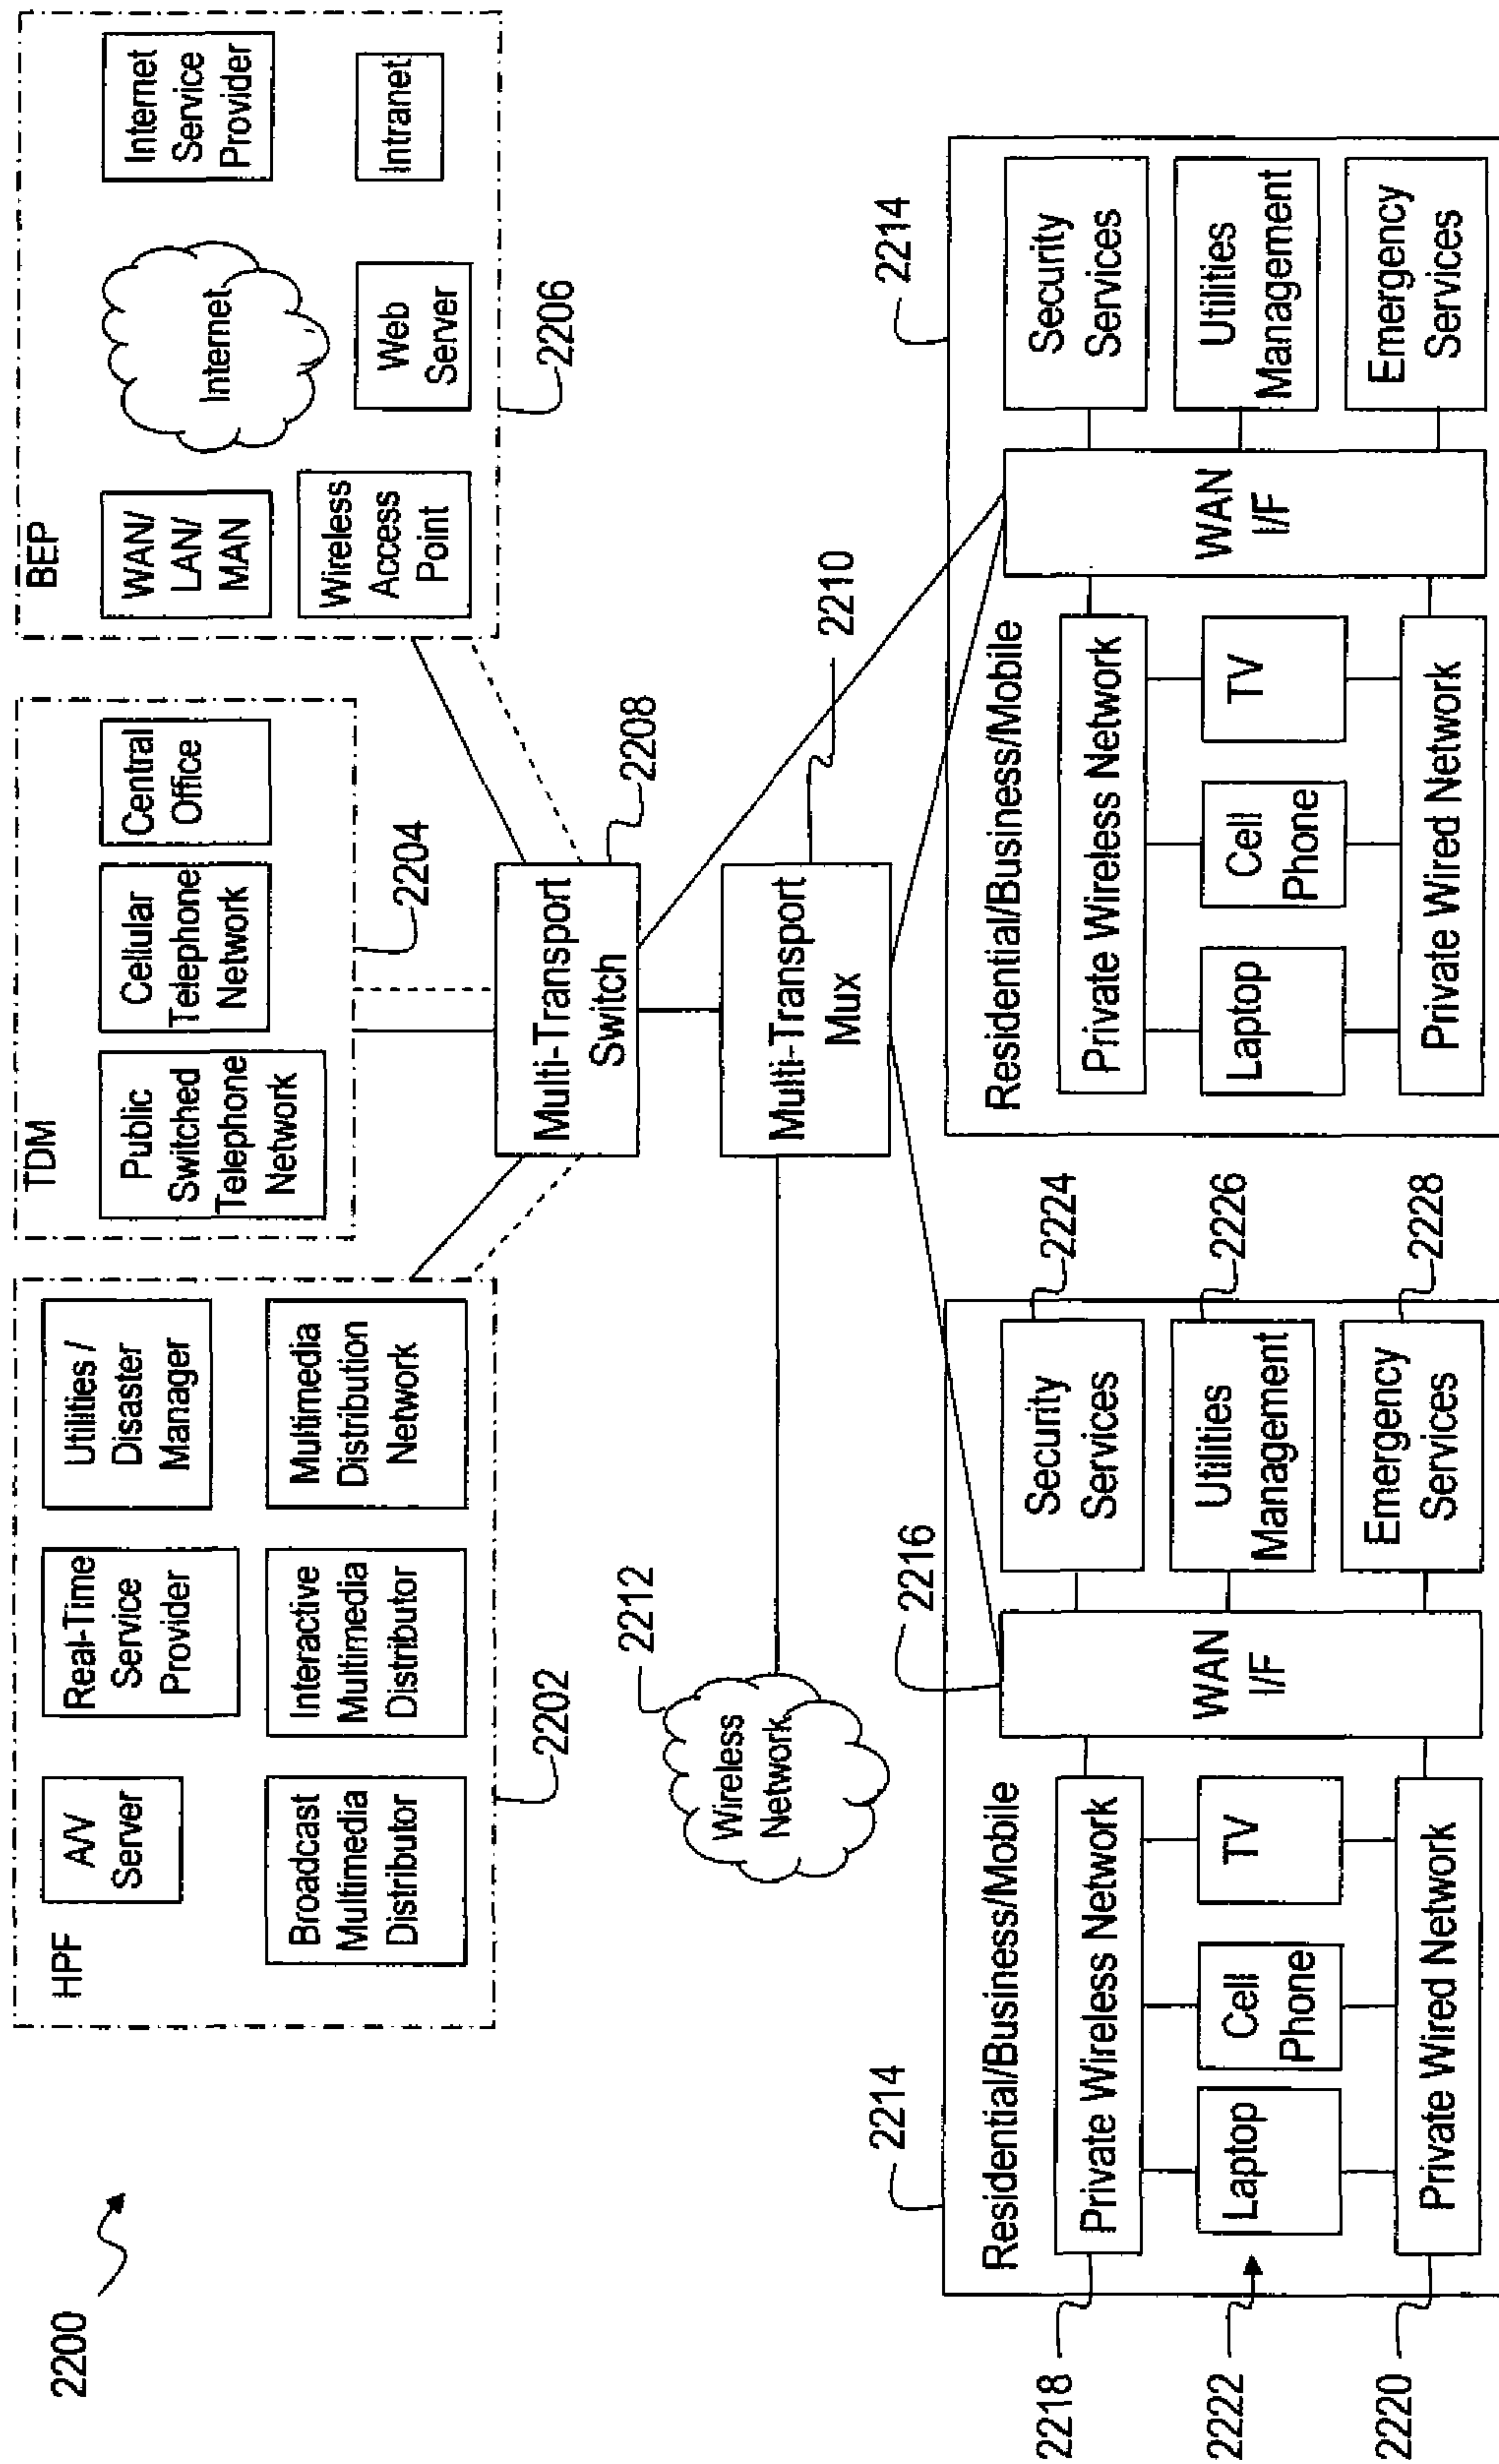 2200
HPF
A/V
Server
Real-Time
Service
Provider
Utilities /
Disaster
Manager
Broadcast
Multimedia
Distributor
Interactive
Multimedia
Distributor
Multimedia
Distribution
Network
2202
TDM
Public
Switched
Telephone
Network
Cellular
Telephone
Network
Central
Office
2204
BEP
WAN/
LAN/
MAN
Internet
Internet
Service
Provider
Wireless
Access
Point
Web
Server
Intranet
2206
Multi-Transport
Switch
2208
Multi-Transport
Mux
2210
Wireless
Network
2212
2214
Residential/Business/Mobile
Private Wireless Network
2218
Laptop
Cell
Phone
TV
2222
Private Wired Network
2220
WAN
I/F
2216
Security
Services
2224
Utilities
Management
2226
Emergency
Services
2228
2214
Residential/Business/Mobile
Private Wireless Network
Laptop
Cell
Phone
TV
Private Wired Network
WAN
I/F
Security
Services
Utilities
Management
Emergency
Services